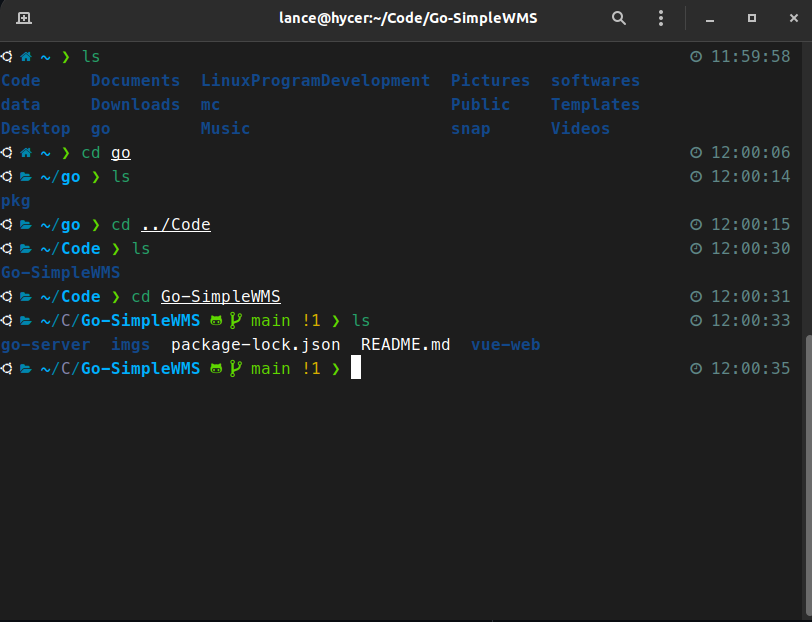 lance@hycer:~/Code/Go-SimpleWMS
~ ❯ ls 11:59:58
Code Documents LinuxProgramDevelopment Pictures softwares
data Downloads mc Public Templates
Desktop go Music snap Videos
~ ❯ cd go 12:00:06
~/go ❯ ls 12:00:14
pkg
~/go ❯ cd ../Code 12:00:15
~/Code ❯ ls 12:00:30
Go-SimpleWMS
~/Code ❯ cd Go-SimpleWMS 12:00:31
~/C/Go-SimpleWMS main !1 ❯ ls 12:00:33
go-server imgs package-lock.json README.md vue-web
~/C/Go-SimpleWMS main !1 ❯ 12:00:35